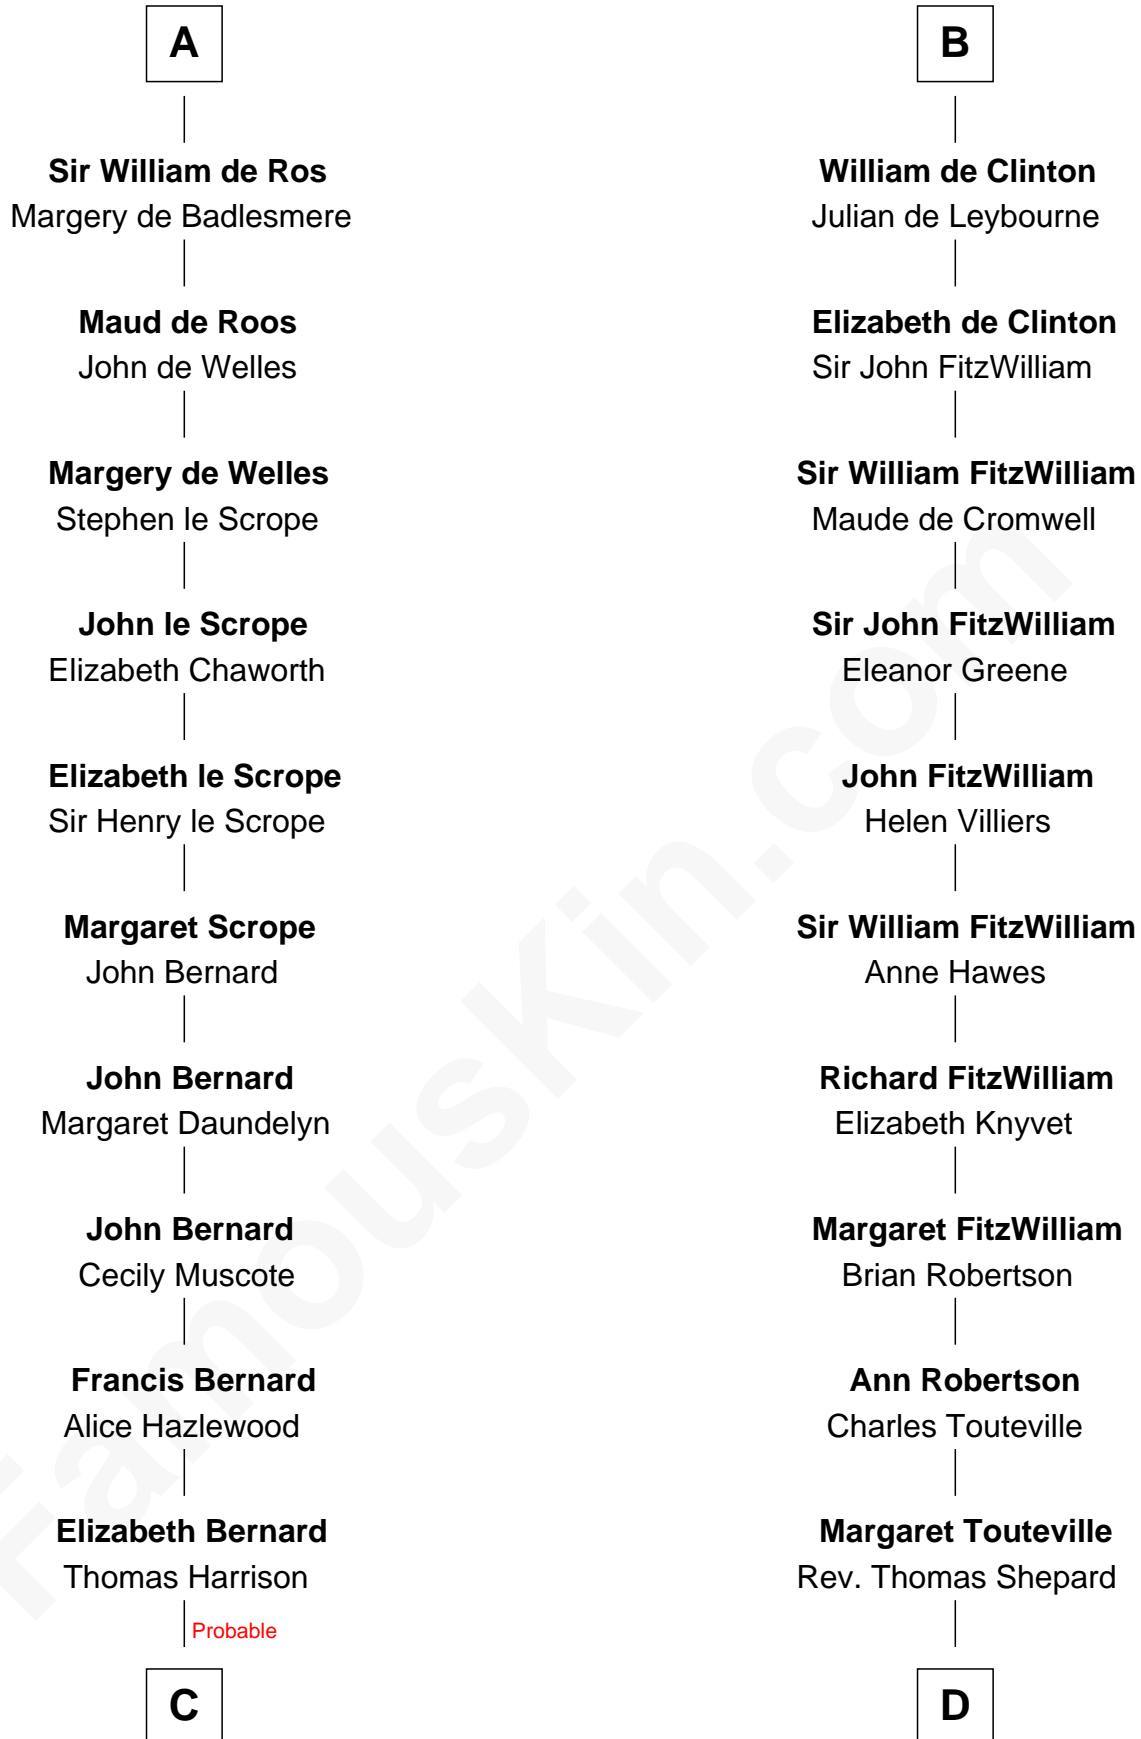 A
Sir William de Ros
Margery de Badlesmere
Maud de Roos
John de Welles
Margery de Welles
Stephen le Scrope
John le Scrope
Elizabeth Chaworth
Elizabeth le Scrope
Sir Henry le Scrope
Margaret Scrope
John Bernard
John Bernard
Margaret Daundelyn
John Bernard
Cecily Muscote
Francis Bernard
Alice Hazlewood
Elizabeth Bernard
Thomas Harrison
Probable
C
B
William de Clinton
Julian de Leybourne
Elizabeth de Clinton
Sir John FitzWilliam
Sir William FitzWilliam
Maude de Cromwell
Sir John FitzWilliam
Eleanor Greene
John FitzWilliam
Helen Villiers
Sir William FitzWilliam
Anne Hawes
Richard FitzWilliam
Elizabeth Knyvet
Margaret FitzWilliam
Brian Robertson
Ann Robertson
Charles Touteville
Margaret Touteville
Rev. Thomas Shepard
D
FamousKin.com